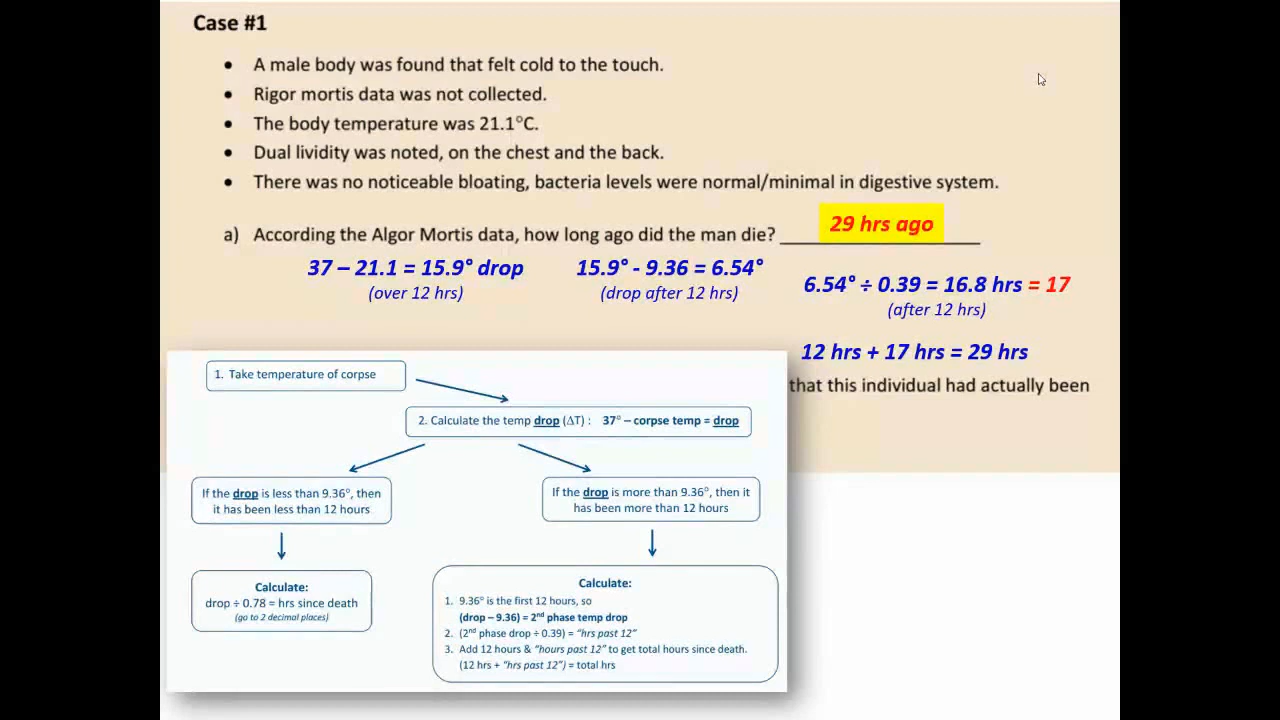 Case #1
• A male body was found that felt cold to the touch.
• Rigor mortis data was not collected.
• The body temperature was 21.1°C.
• Dual lividity was noted, on the chest and the back.
• There was no noticeable bloating, bacteria levels were normal/minimal in digestive system.
a) According the Algor Mortis data, how long ago did the man die? 29 hrs ago
37 – 21.1 = 15.9° drop
(over 12 hrs)
15.9° - 9.36 = 6.54°
(drop after 12 hrs)
6.54° ÷ 0.39 = 16.8 hrs = 17
(after 12 hrs)
12 hrs + 17 hrs = 29 hrs
that this individual had actually been
1. Take temperature of corpse
2. Calculate the temp drop (ΔT) : 37° – corpse temp = drop
If the drop is less than 9.36°, then
it has been less than 12 hours
If the drop is more than 9.36°, then it
has been more than 12 hours
Calculate:
drop ÷ 0.78 = hrs since death
(go to 2 decimal places)
Calculate:
1. 9.36° is the first 12 hours, so
(drop – 9.36) = 2nd phase temp drop
2. (2nd phase drop ÷ 0.39) = “hrs past 12”
3. Add 12 hours & “hours past 12” to get total hours since death.
(12 hrs + “hrs past 12”) = total hrs